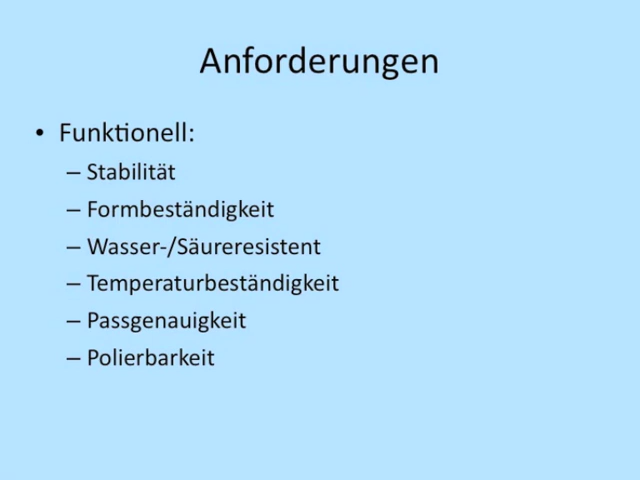 Anforderungen
• Funktionell:
– Stabilität
– Formbeständigkeit
– Wasser-/Säureresistent
– Temperaturbeständigkeit
– Passgenauigkeit
– Polierbarkeit